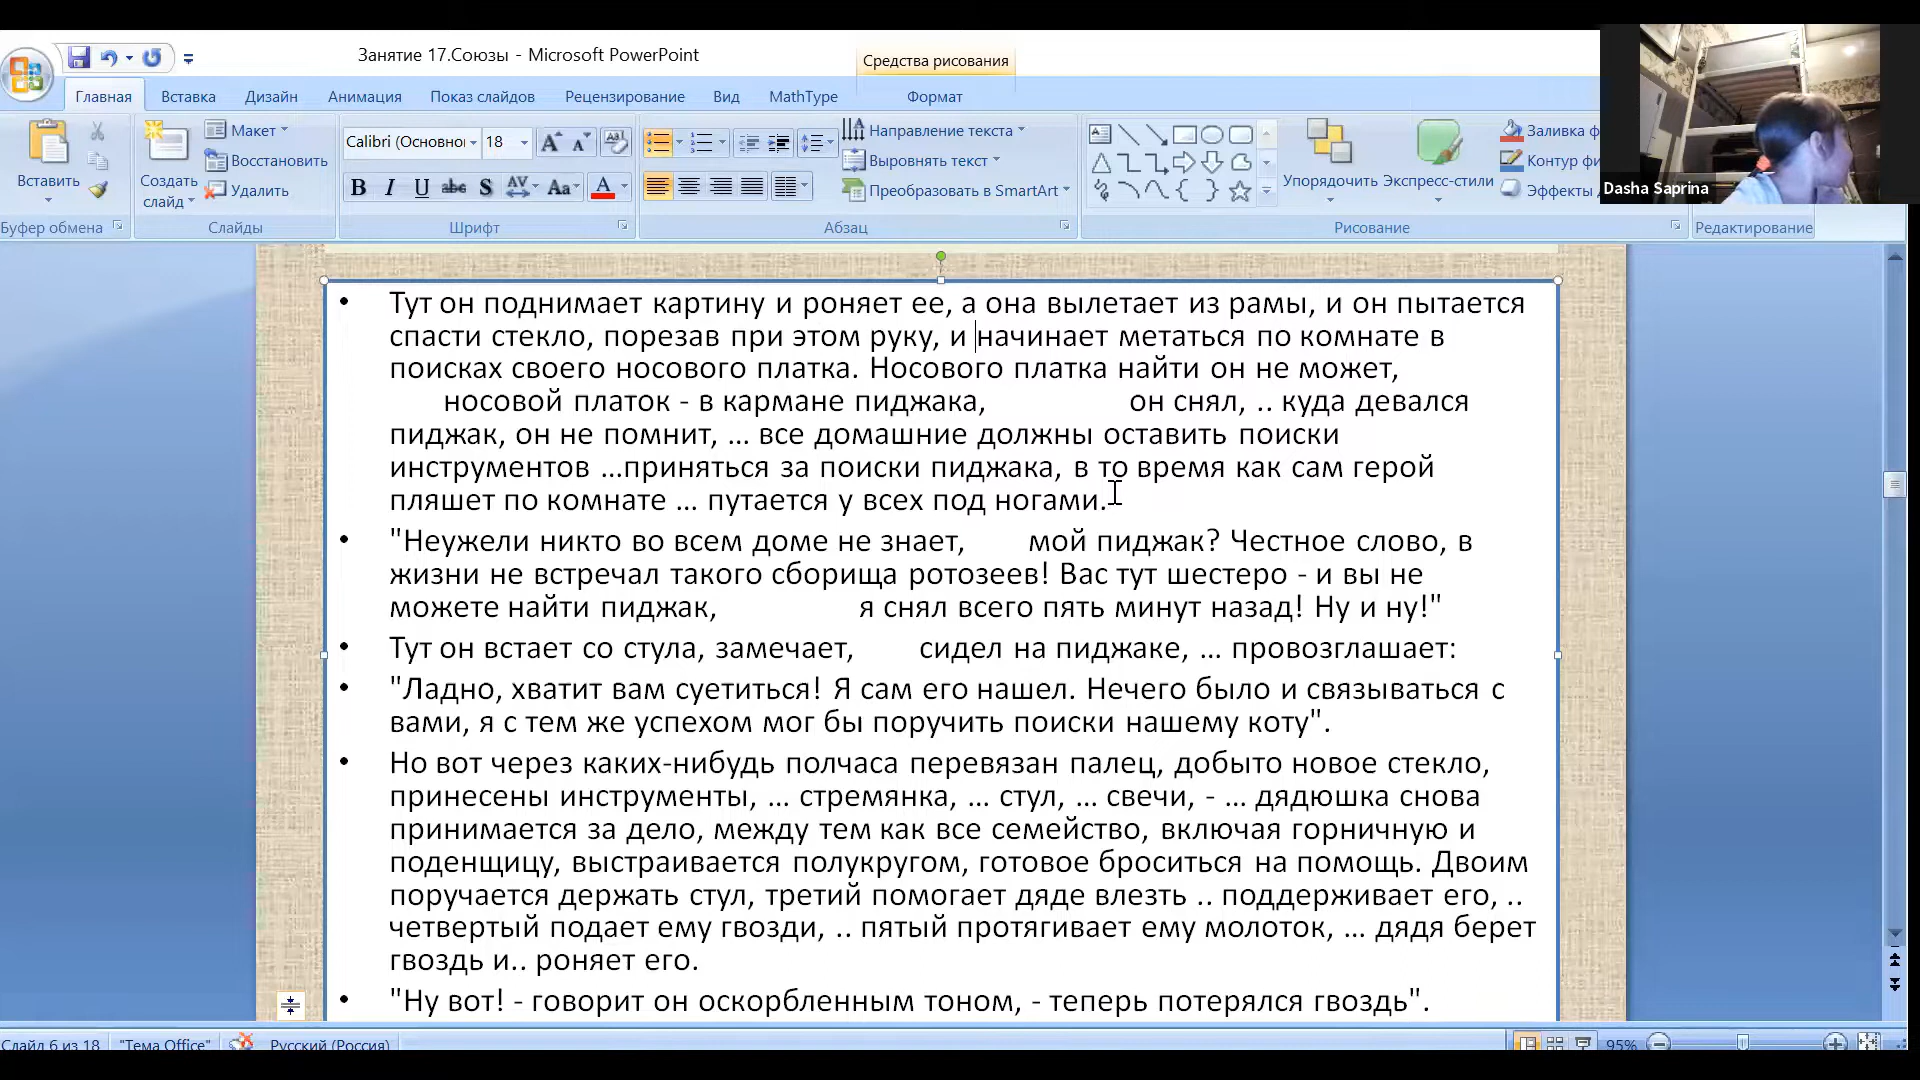 Занятие 17.Союзы - Microsoft PowerPoint
Средства рисования
Главная Вставка Дизайн Анимация Показ слайдов Рецензирование Вид MathType Формат
Макет
Calibri (Основной 18
Направление текста
Заливка ф
Восстановить
Выровнять текст
Контур фи
Вставить
Создать слайд
Удалить
Преобразовать в SmartArt
Упорядочить Экспресс-стили
Эффекты
Dasha Saprina
Буфер обмена Слайды Шрифт Абзац Рисование Редактирование
• Тут он поднимает картину и роняет ее, а она вылетает из рамы, и он пытается
спасти стекло, порезав при этом руку, и начинает метаться по комнате в
поисках своего носового платка. Носового платка найти он не может,
носовой платок - в кармане пиджака, он снял, .. куда девался
пиджак, он не помнит, ... все домашние должны оставить поиски
инструментов ...приняться за поиски пиджака, в то время как сам герой
пляшет по комнате ... путается у всех под ногами.
• "Неужели никто во всем доме не знает, мой пиджак? Честное слово, в
жизни не встречал такого сборища ротозеев! Вас тут шестеро - и вы не
можете найти пиджак, я снял всего пять минут назад! Ну и ну!"
• Тут он встает со стула, замечает, сидел на пиджаке, ... провозглашает:
• "Ладно, хватит вам суетиться! Я сам его нашел. Нечего было и связываться с
вами, я с тем же успехом мог бы поручить поиски нашему коту".
• Но вот через каких-нибудь полчаса перевязан палец, добыто новое стекло,
принесены инструменты, ... стремянка, ... стул, ... свечи, - ... дядюшка снова
принимается за дело, между тем как все семейство, включая горничную и
поденщицу, выстраивается полукругом, готовое броситься на помощь. Двоим
поручается держать стул, третий помогает дяде влезть .. поддерживает его, ..
четвертый подает ему гвозди, .. пятый протягивает ему молоток, ... дядя берет
гвоздь и.. роняет его.
• "Ну вот! - говорит он оскорбленным тоном, - теперь потерялся гвоздь".
Слайд 6 из 18 "Тема Office" Русский (Россия) 95%